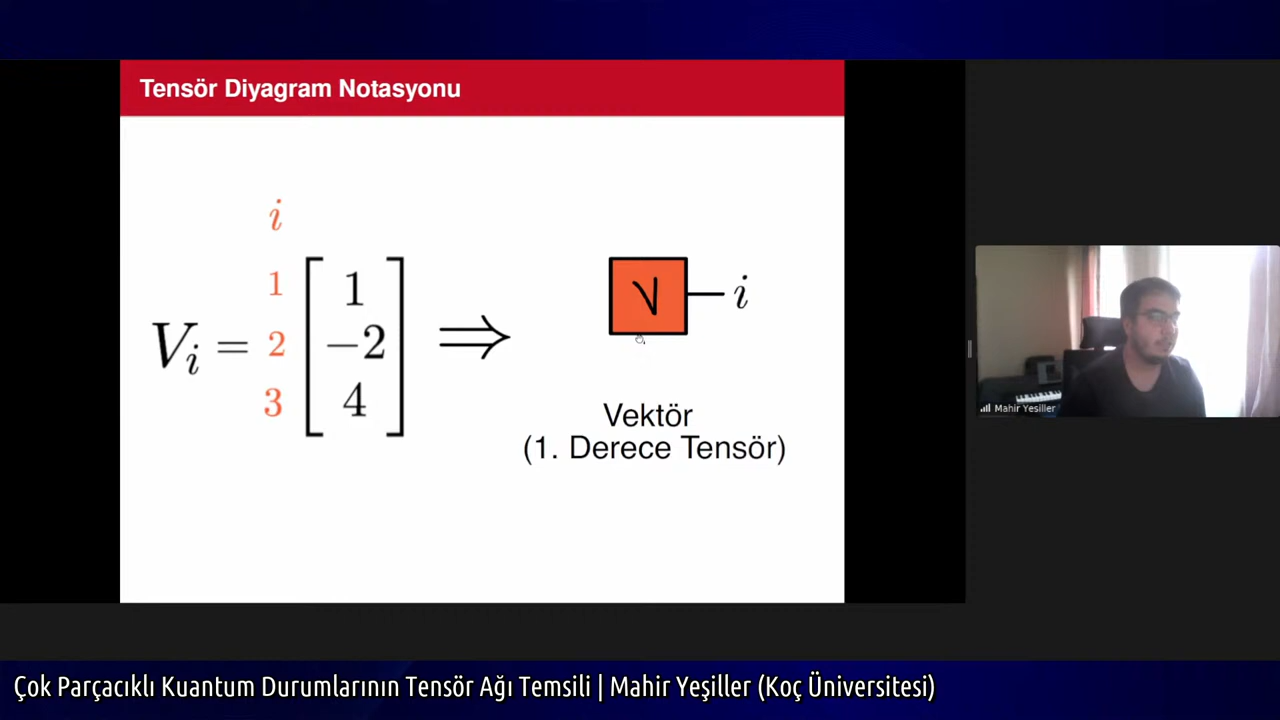 Tensör Diyagram Notasyonu
i
1
2
3
V_i =
1
-2
4
⇒
V
i
Vektör
(1. Derece Tensör)
Mahir Yesiller
Çok Parçacıklı Kuantum Durumlarının Tensör Ağı Temsili | Mahir Yeşiller (Koç Üniversitesi)